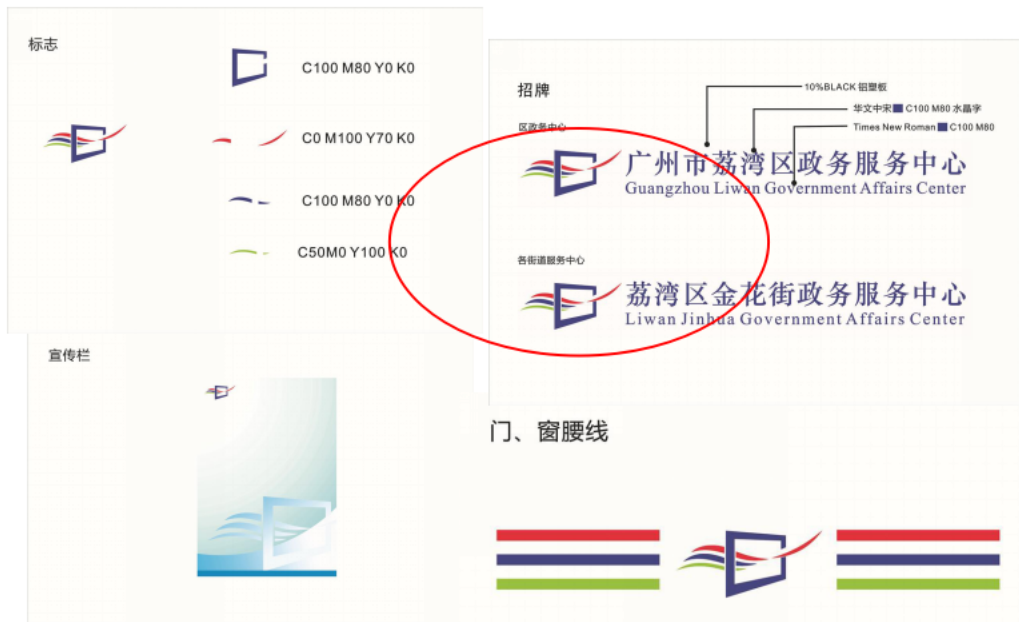 标志
C100 M80 Y0 K0
C0 M100 Y70 K0
C100 M80 Y0 K0
C50M0 Y100 K0
招牌
10%BLACK 铝塑板
华文中宋 C100 M80 水晶字
Times New Roman C100 M80
区政务中心
广州市荔湾区政务服务中心
Guangzhou Liwan Government Affairs Center
各街道服务中心
荔湾区金花街政务服务中心
Liwan Jinhua Government Affairs Center
宣传栏
门、窗腰线